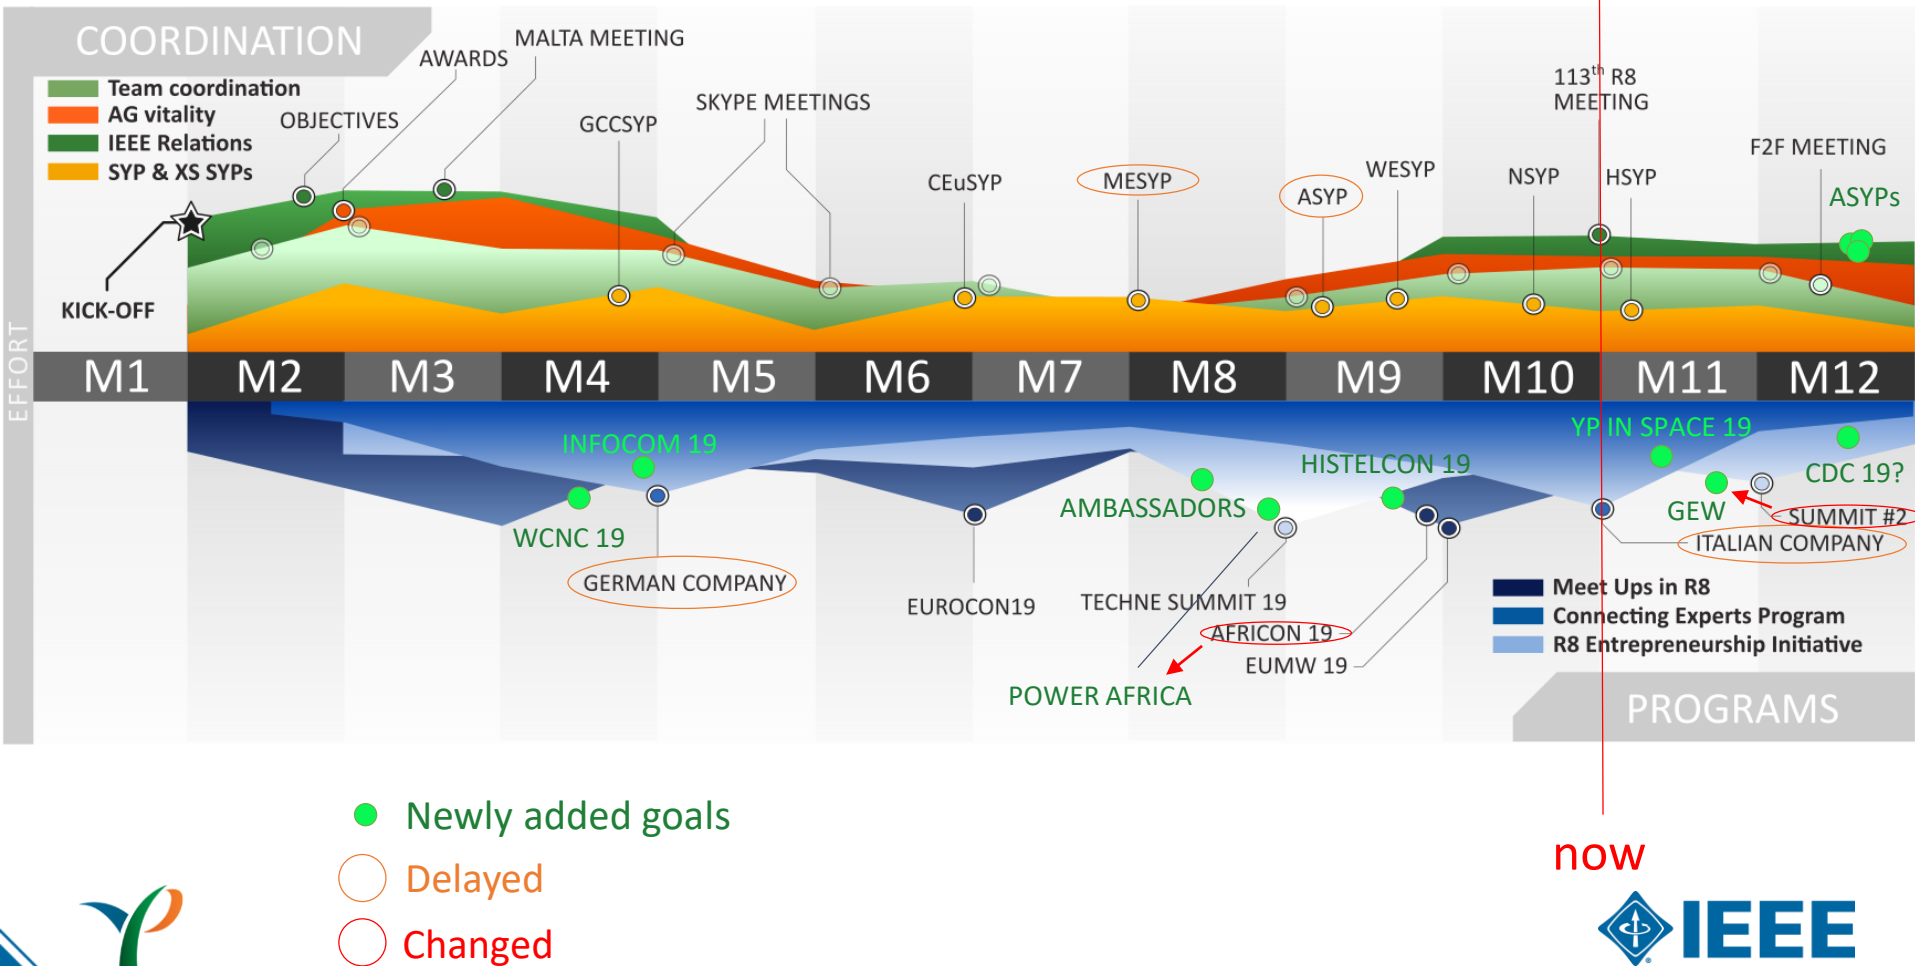 COORDINATION
Team coordination
AG vitality
IEEE Relations
SYP & XS SYPs
OBJECTIVES
AWARDS
MALTA MEETING
GCCSYP
SKYPE MEETINGS
CEuSYP
MESYP
ASYP
WESYP
NSYP
113th R8
MEETING
HSYP
F2F MEETING
ASYPs
KICK-OFF
EFFORT
M1 M2 M3 M4 M5 M6 M7 M8 M9 M10 M11 M12
INFOCOM 19
WCNC 19
GERMAN COMPANY
EUROCON19
AMBASSADORS
TECHNE SUMMIT 19
AFRICON 19
EUMW 19
POWER AFRICA
HISTELCON 19
YP IN SPACE 19
CDC 19?
GEW
SUMMIT #2
ITALIAN COMPANY
Meet Ups in R8
Connecting Experts Program
R8 Entrepreneurship Initiative
PROGRAMS
Newly added goals
Delayed
Changed
now
IEEE